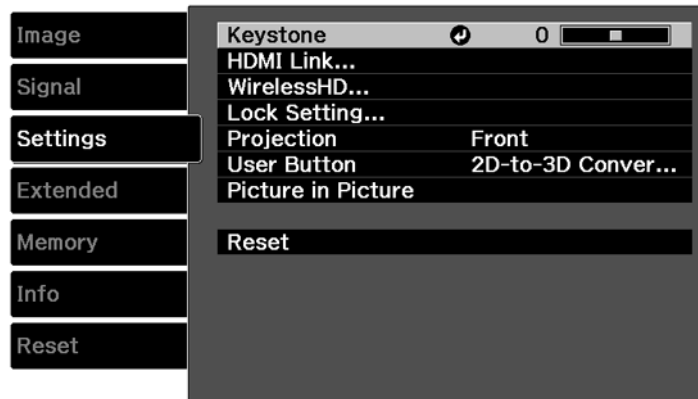 Image
Signal
Settings
Extended
Memory
Info
Reset
Keystone 0
HDMI Link...
WirelessHD...
Lock Setting...
Projection Front
User Button 2D-to-3D Conver...
Picture in Picture
Reset